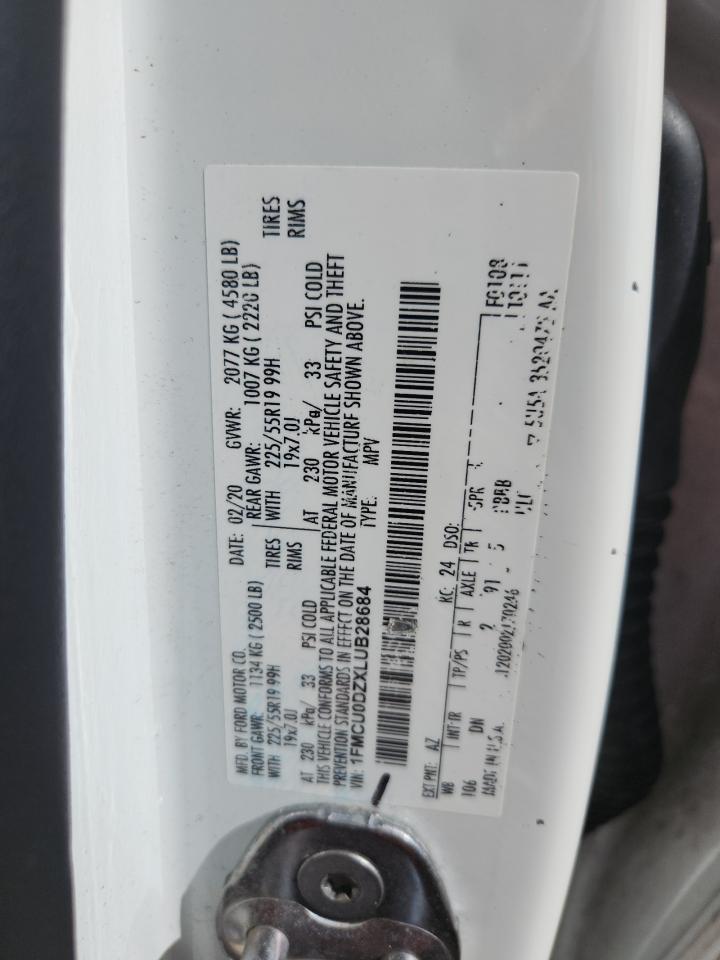 MFD. BY FORD MOTOR CO. DATE: 02/20 GVWR: 2077 KG ( 4580 LB)
FRONT GAWR: 1134 KG ( 2500 LB) REAR GAWR: 1007 KG ( 2220 LB)
WITH 225/55R19 99H TIRES WITH 225/55R19 99H TIRES
19x7.0J RIMS 19x7.0J RIMS
AT 230 kPa/ 33 PSI COLD AT 230 kPa/ 33 PSI COLD
THIS VEHICLE CONFORMS TO ALL APPLICABLE FEDERAL MOTOR VEHICLE SAFETY AND THEFT
PREVENTION STANDARDS IN EFFECT ON THE DATE OF MANUFACTURE SHOWN ABOVE.
VIN: 1FMCU0DZXLUB28684 TYPE: MPV
EXT PNT: AZ KC: 24 DSO:
WB INT TR TP/PS R AXLE TR SPR
106 DN 2 91 5
MADE IN U.S.A.